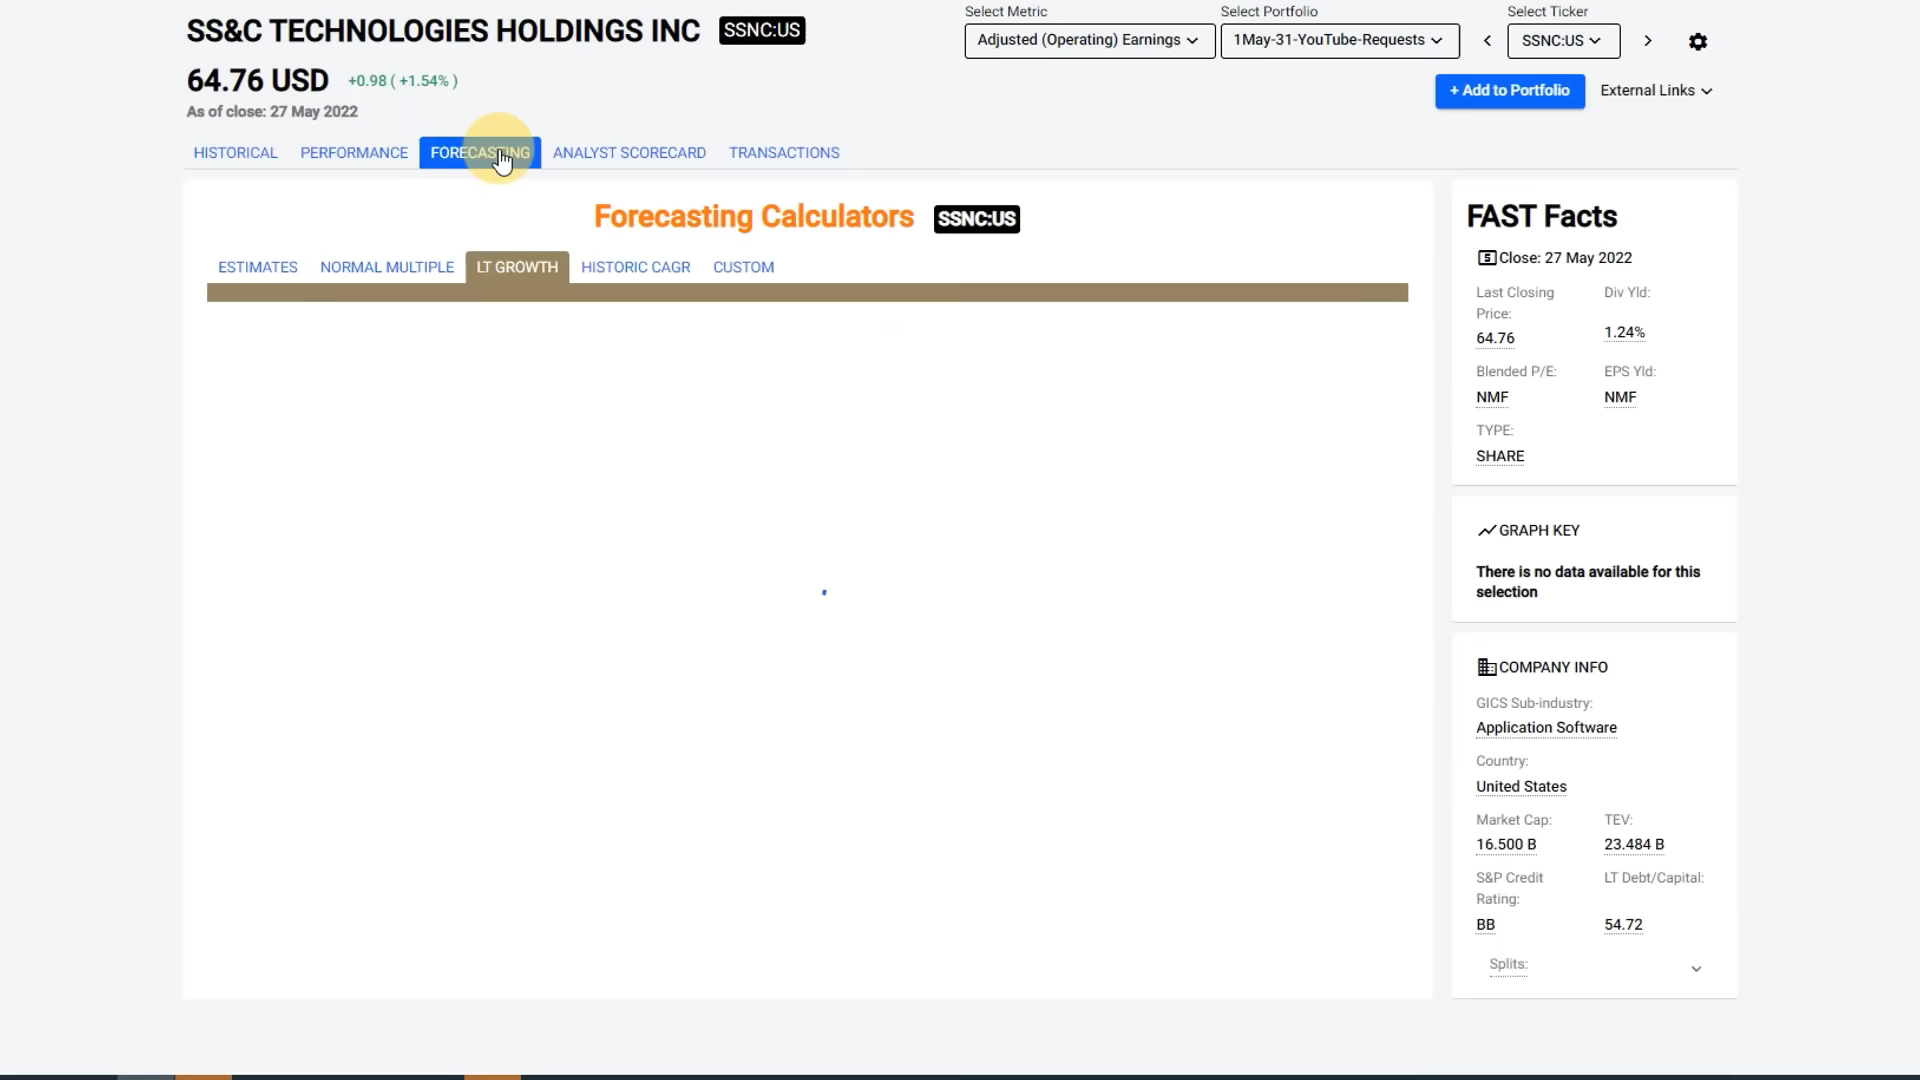 SS&C TECHNOLOGIES HOLDINGS INC SSNC:US
Select Metric Select Portfolio Select Ticker
Adjusted (Operating) Earnings 1May-31-YouTube-Requests SSNC:US
64.76 USD +0.98 ( +1.54% )
As of close: 27 May 2022
+ Add to Portfolio External Links
HISTORICAL PERFORMANCE FORECASTING ANALYST SCORECARD TRANSACTIONS
Forecasting Calculators SSNC:US
ESTIMATES NORMAL MULTIPLE LT GROWTH HISTORIC CAGR CUSTOM
FAST Facts
Close: 27 May 2022
Last Closing Price: Div Yld:
64.76 1.24%
Blended P/E: EPS Yld:
NMF NMF
TYPE:
SHARE
GRAPH KEY
There is no data available for this
selection
COMPANY INFO
GICS Sub-industry:
Application Software
Country:
United States
Market Cap: TEV:
16.500 B 23.484 B
S&P Credit Rating: LT Debt/Capital:
BB 54.72
Splits: